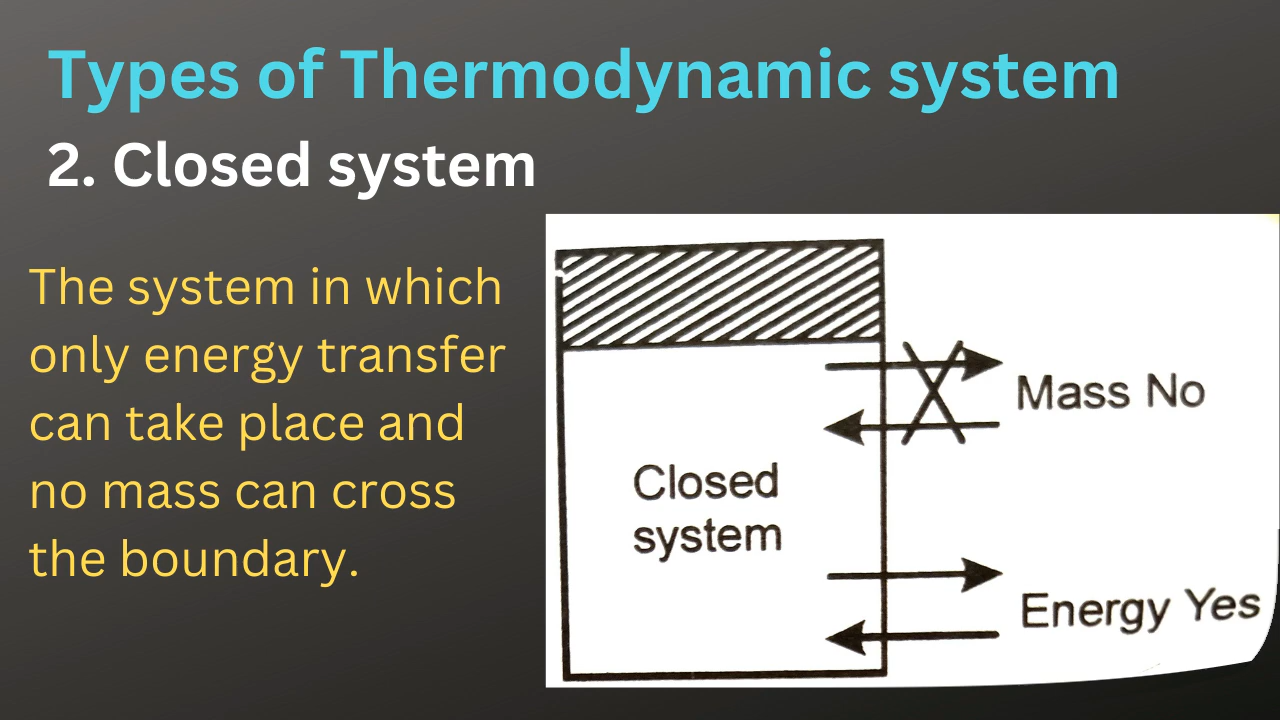 Types of Thermodynamic system
2. Closed system
The system in which
only energy transfer
can take place and
no mass can cross
the boundary.
Mass No
Closed
system
Energy Yes